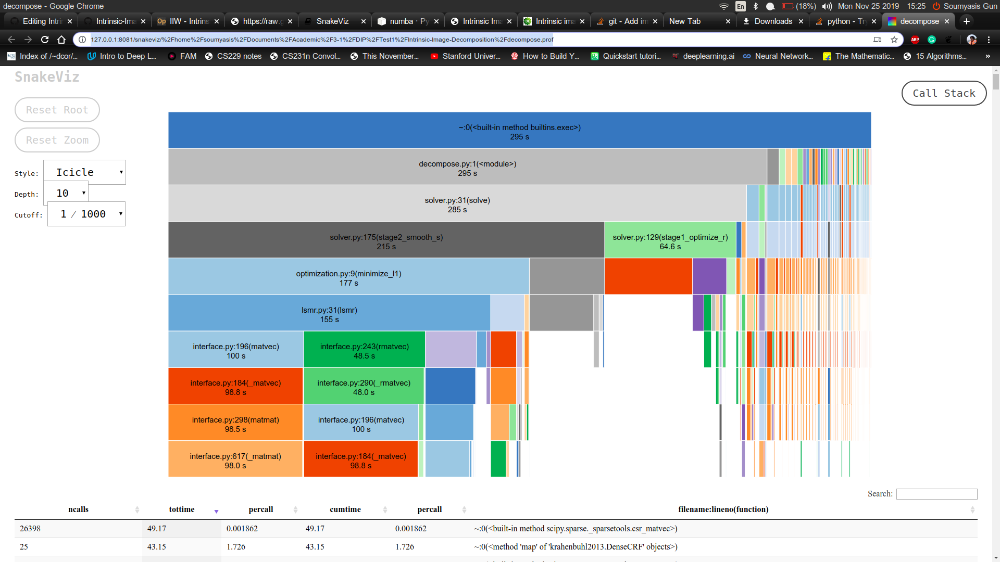 decompose - Google Chrome
En (18%) Mon Nov 25 2019 15:25 Soumyasis Gun
Editing Intri Intrinsic-Ima Op IIW - Intrins https://raw.g SnakeViz numba · Py Intrinsic Ima Intrinsic ima git - Add im New Tab Downloads python - Try decompose
127.0.0.1:8081/snakeviz/%2Fhome%2Fsoumyasis%2FDocuments%2FAcademic%2F3-1%2FDIP%2FTest1%2FIntrinsic-Image-Decomposition%2Fdecompose.prof ABP
Index of /~dcor/... Intro to Deep L... FAM CS229 notes CS231n Convol... This November... Stanford Univer... How to Build Y... Quickstart tutori... deeplearning.ai Neural Network... The Mathematic... 15 Algorithms... »
SnakeViz
Call Stack
Reset Root
Reset Zoom
Style: Icicle
Depth: 10
Cutoff: 1 / 1000
~:0(<built-in method builtins.exec>)
295 s
decompose.py:1(<module>)
295 s
solver.py:31(solve)
285 s
solver.py:175(stage2_smooth_s)
215 s
solver.py:129(stage1_optimize_r)
64.6 s
optimization.py:9(minimize_l1)
177 s
lsmr.py:31(lsmr)
155 s
interface.py:196(matvec)
100 s
interface.py:243(rmatvec)
48.5 s
interface.py:184(_matvec)
98.8 s
interface.py:290(_rmatvec)
48.0 s
interface.py:298(matmat)
98.5 s
interface.py:196(matvec)
100 s
interface.py:617(_matmat)
98.0 s
interface.py:184(_matvec)
98.8 s
Search:
ncalls tottime percall cumtime percall filename:lineno(function)
26398 49.17 0.001862 49.17 0.001862 ~:0(<built-in method scipy.sparse._sparsetools.csr_matvec>)
25 43.15 1.726 43.15 1.726 ~:0(<method 'map' of 'krahenbuhl2013.DenseCRF' objects>)